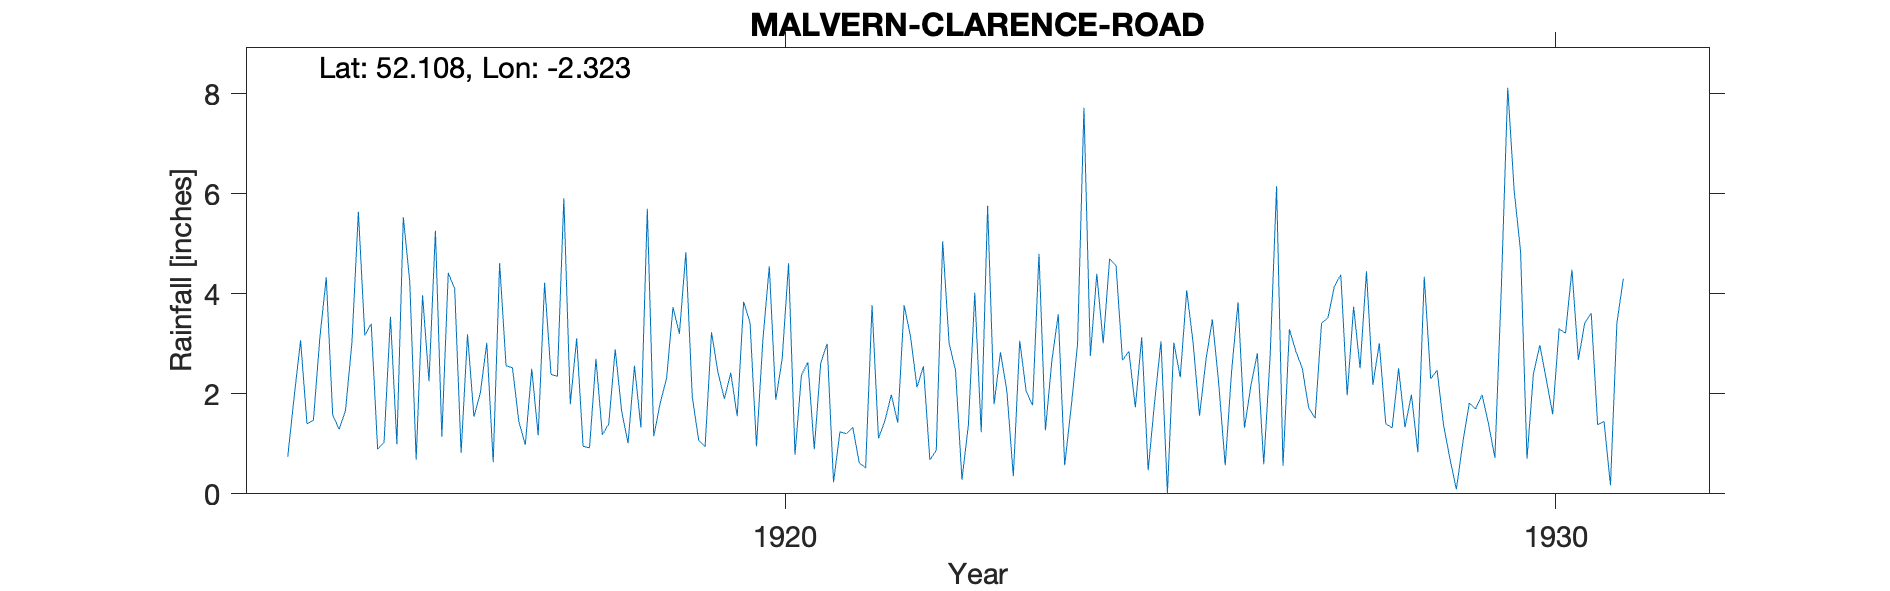 MALVERN-CLARENCE-ROAD
Lat: 52.108, Lon: -2.323
8
6
4
2
0
Rainfall [inches]
1920
1930
Year